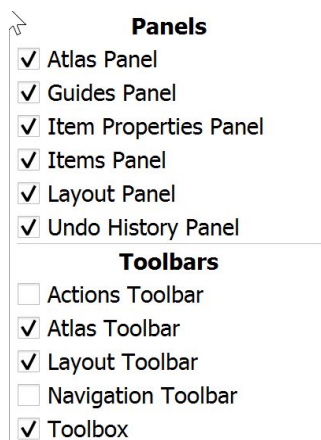 Panels
Atlas Panel
Guides Panel
Item Properties Panel
Items Panel
Layout Panel
Undo History Panel
Toolbars
Actions Toolbar
Atlas Toolbar
Layout Toolbar
Navigation Toolbar
Toolbox